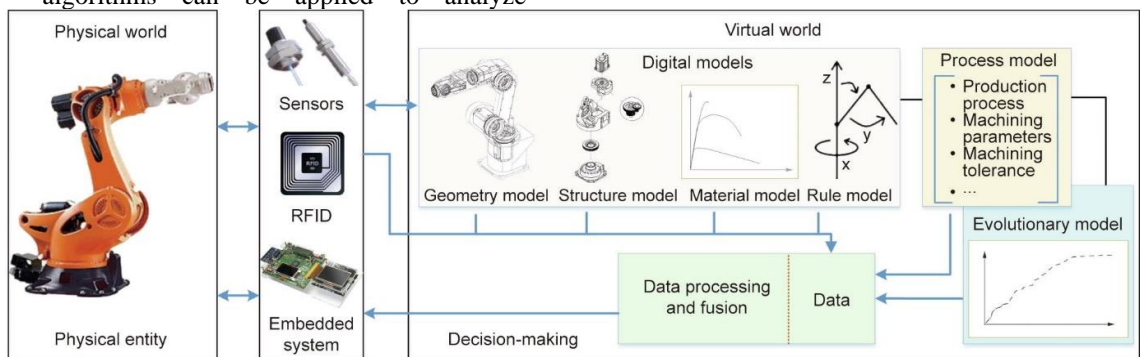 algorithms can be applied to analyze
Physical world
Physical entity
Sensors
RFID
RFID
Embedded
system
Virtual world
Digital models
Geometry model
Structure model
Material model
Rule model
z
y
x
Process model
• Production
process
• Machining
parameters
• Machining
tolerance
• ...
Evolutionary model
Data processing
and fusion
Data
Decision-making